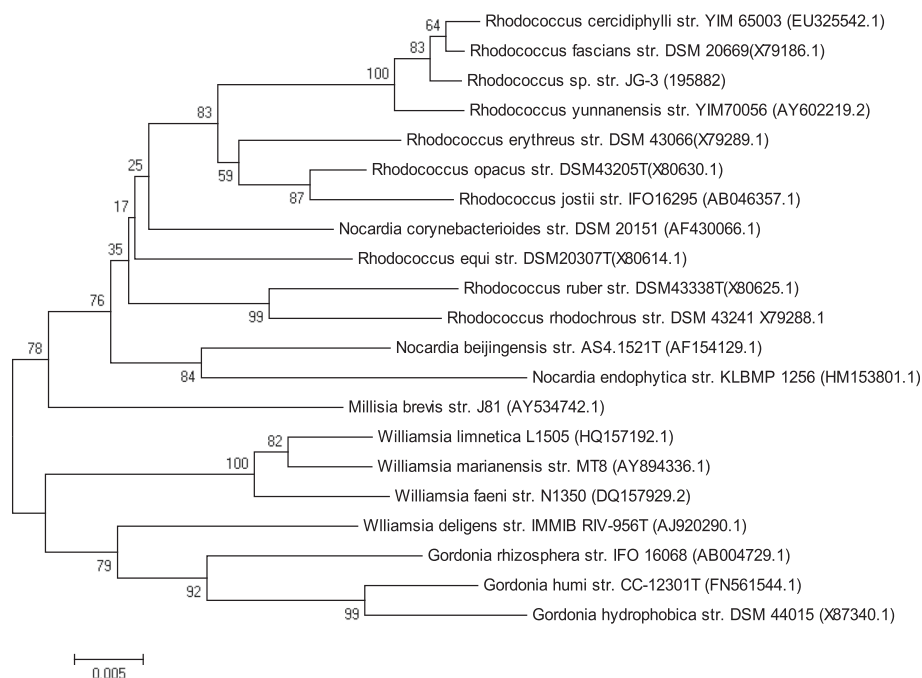 64
Rhodococcus cercidiphylli str. YIM 65003 (EU325542.1)
83
Rhodococcus fascians str. DSM 20669(X79186.1)
100
Rhodococcus sp. str. JG-3 (195882)
83
Rhodococcus yunnanensis str. YIM70056 (AY602219.2)
Rhodococcus erythreus str. DSM 43066(X79289.1)
25
59
Rhodococcus opacus str. DSM43205T(X80630.1)
87
Rhodococcus jostii str. IFO16295 (AB046357.1)
17
Nocardia corynebacterioides str. DSM 20151 (AF430066.1)
35
Rhodococcus equi str. DSM20307T(X80614.1)
76
Rhodococcus ruber str. DSM43338T(X80625.1)
99
Rhodococcus rhodochrous str. DSM 43241 X79288.1
78
Nocardia beijingensis str. AS4.1521T (AF154129.1)
84
Nocardia endophytica str. KLBMP 1256 (HM153801.1)
Millisia brevis str. J81 (AY534742.1)
82
Williamsia limnetica L1505 (HQ157192.1)
100
Williamsia marianensis str. MT8 (AY894336.1)
Williamsia faeni str. N1350 (DQ157929.2)
Wlliamsia deligens str. IMMIB RIV-956T (AJ920290.1)
79
Gordonia rhizosphera str. IFO 16068 (AB004729.1)
92
Gordonia humi str. CC-12301T (FN561544.1)
99
Gordonia hydrophobica str. DSM 44015 (X87340.1)
0.005